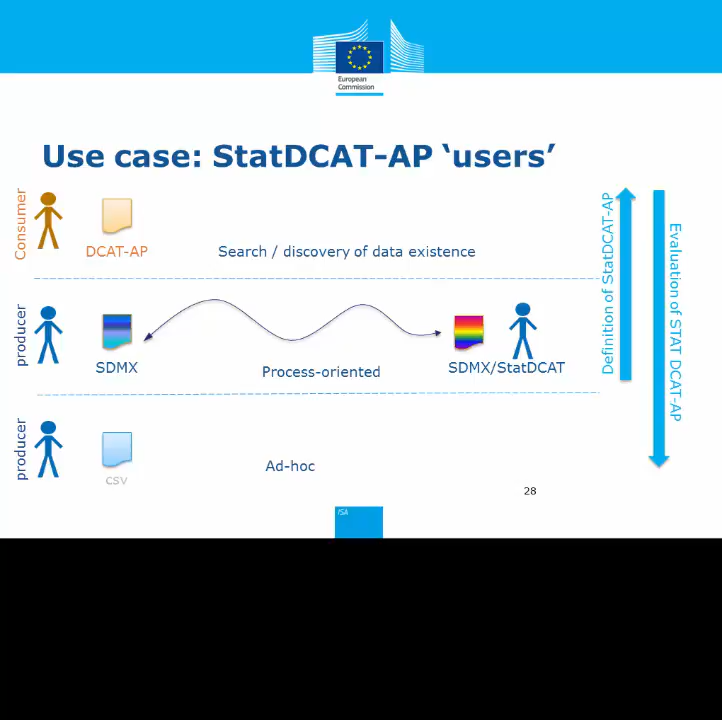 European
Commission
Use case: StatDCAT-AP ‘users’
Consumer
DCAT-AP
Search / discovery of data existence
producer
SDMX
Process-oriented
SDMX/StatDCAT
producer
CSV
Ad-hoc
Definition of StatDCAT-AP
Evaluation of STAT DCAT-AP
28
ISA